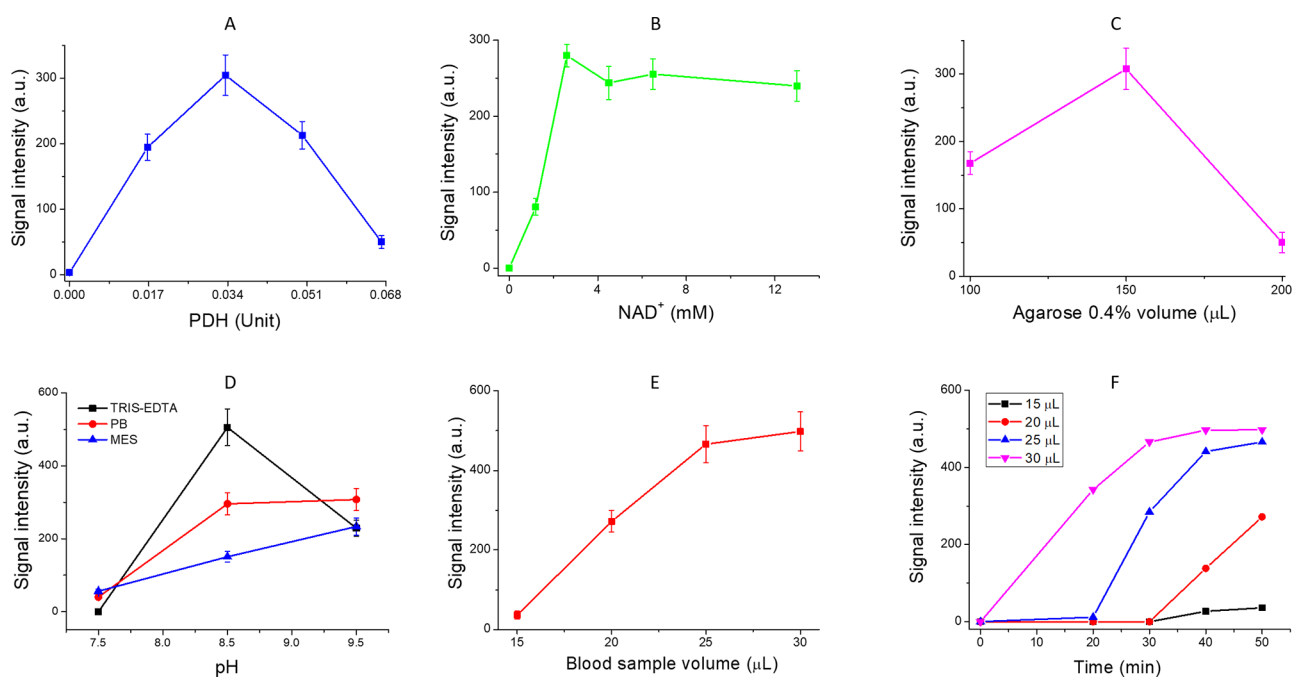 A
Signal intensity (a.u.)
300
200
100
0
0.000 0.017 0.034 0.051 0.068
PDH (Unit)
B
Signal intensity (a.u.)
300
200
100
0
0 4 8 12
NAD+ (mM)
C
Signal intensity (a.u.)
300
200
100
0
100 150 200
Agarose 0.4% volume (μL)
D
Signal intensity (a.u.)
600
400
200
0
TRIS-EDTA
PB
MES
7.5 8.0 8.5 9.0 9.5
pH
E
Signal intensity (a.u.)
600
400
200
0
15 20 25 30
Blood sample volume (μL)
F
Signal intensity (a.u.)
600
400
200
0
15 μL
20 μL
25 μL
30 μL
0 10 20 30 40 50
Time (min)